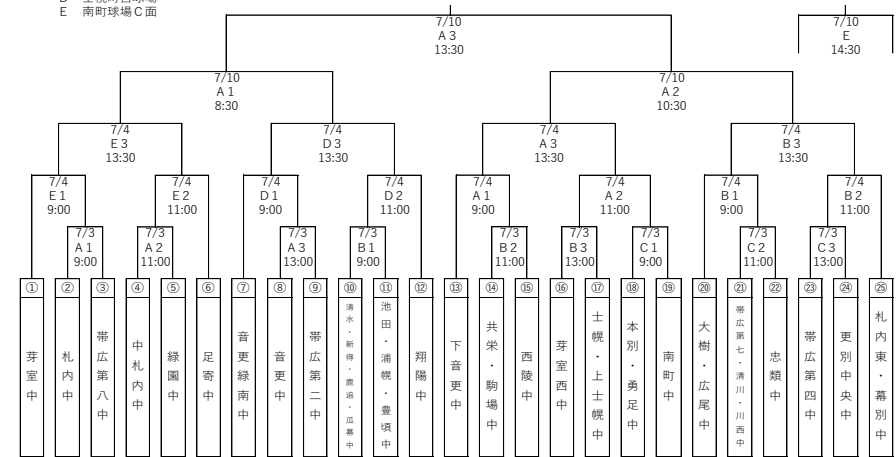 E 南町球場C面
7/10
A3
13:30
7/10
E
14:30
7/10
A1
8:30
7/10
A2
10:30
7/4
E3
13:30
7/4
D3
13:30
7/4
A3
13:30
7/4
B3
13:30
7/4
E1
9:00
7/4
E2
11:00
7/4
D1
9:00
7/4
D2
11:00
7/4
A1
9:00
7/4
A2
11:00
7/4
B1
9:00
7/4
B2
11:00
7/3
A1
9:00
7/3
A2
11:00
7/3
A3
13:00
7/3
B1
9:00
7/3
B2
11:00
7/3
B3
13:00
7/3
C1
9:00
7/3
C2
11:00
7/3
C3
13:00
① 芽室中
② 札内中
③ 帯広第八中
④ 中札内中
⑤ 緑園中
⑥ 足寄中
⑦ 音更緑南中
⑧ 音更中
⑨ 帯広第二中
⑩ 清水・新得・鹿追・瓜幕中
⑪ 池田・浦幌・豊頃中
⑫ 翔陽中
⑬ 下音更中
⑭ 共栄・駒場中
⑮ 西陵中
⑯ 芽室西中
⑰ 士幌・上士幌中
⑱ 本別・勇足中
⑲ 南町中
⑳ 大樹・広尾中
㉑ 帯広第七・清川・川西中
㉒ 忠類中
㉓ 帯広第四中
㉔ 更別中央中
㉕ 札内東・幕別中